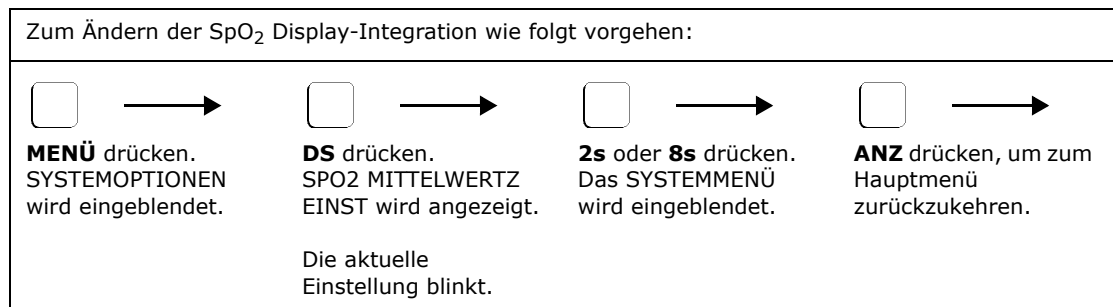 Zum Ändern der SpO2 Display-Integration wie folgt vorgehen:
MENÜ drücken.
SYSTEMOPTIONEN
wird eingeblendet.
DS drücken.
SPO2 MITTELWERTZ
EINST wird angezeigt.
Die aktuelle
Einstellung blinkt.
2s oder 8s drücken.
Das SYSTEMMENÜ
wird eingeblendet.
ANZ drücken, um zum
Hauptmenü
zurückzukehren.